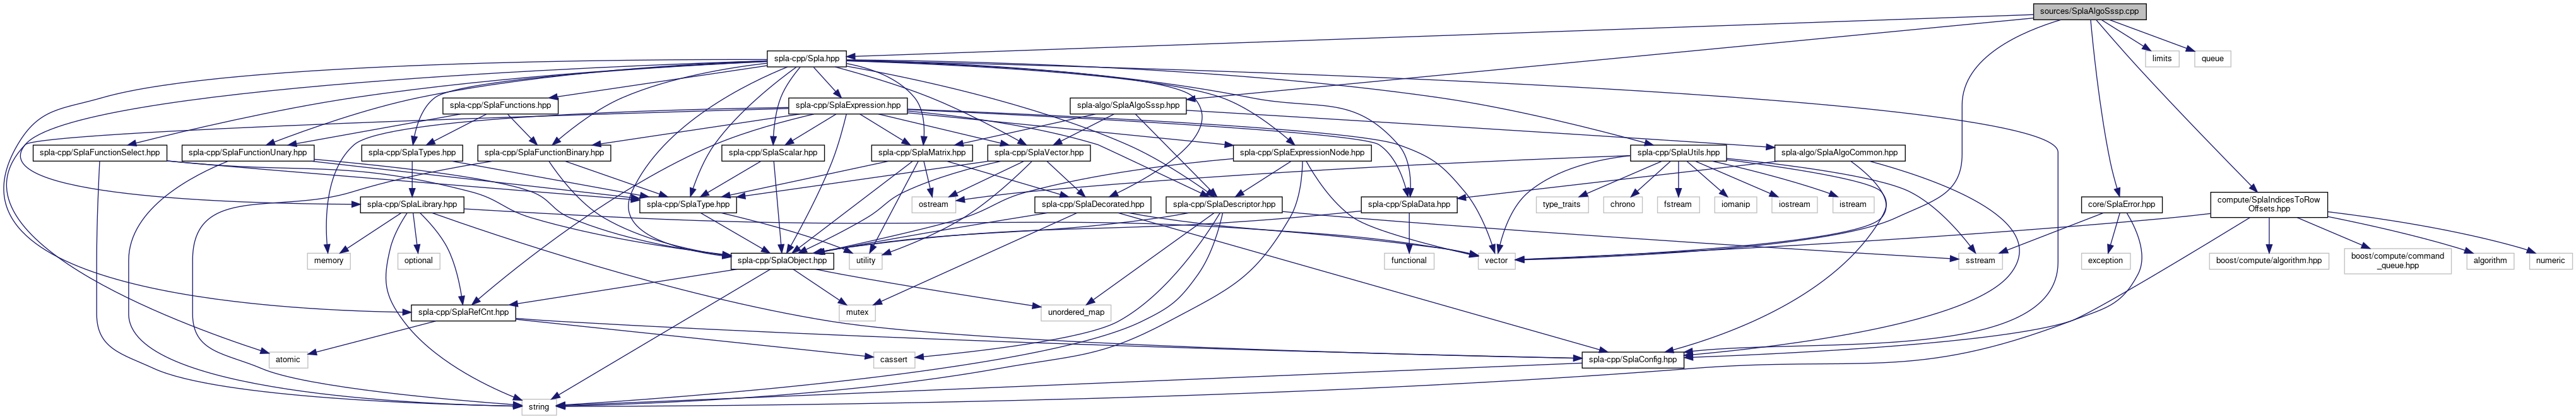 sources/SplaAlgoSssp.cpp
spla-cpp/Spla.hpp
limits
queue
spla-cpp/SplaFunctions.hpp
spla-cpp/SplaExpression.hpp
spla-algo/SplaAlgoSssp.hpp
spla-cpp/SplaFunctionSelect.hpp
spla-cpp/SplaFunctionUnary.hpp
spla-cpp/SplaTypes.hpp
spla-cpp/SplaFunctionBinary.hpp
spla-cpp/SplaScalar.hpp
spla-cpp/SplaMatrix.hpp
spla-cpp/SplaVector.hpp
spla-cpp/SplaExpressionNode.hpp
spla-cpp/SplaUtils.hpp
spla-algo/SplaAlgoCommon.hpp
spla-cpp/SplaLibrary.hpp
spla-cpp/SplaType.hpp
ostream
spla-cpp/SplaDecorated.hpp
spla-cpp/SplaDescriptor.hpp
spla-cpp/SplaData.hpp
type_traits
chrono
fstream
iomanip
iostream
istream
core/SplaError.hpp
compute/SplaIndicesToRow
Offsets.hpp
memory
optional
spla-cpp/SplaObject.hpp
utility
functional
vector
sstream
exception
boost/compute/algorithm.hpp
boost/compute/command
_queue.hpp
algorithm
numeric
spla-cpp/SplaRefCnt.hpp
mutex
unordered_map
atomic
cassert
spla-cpp/SplaConfig.hpp
string